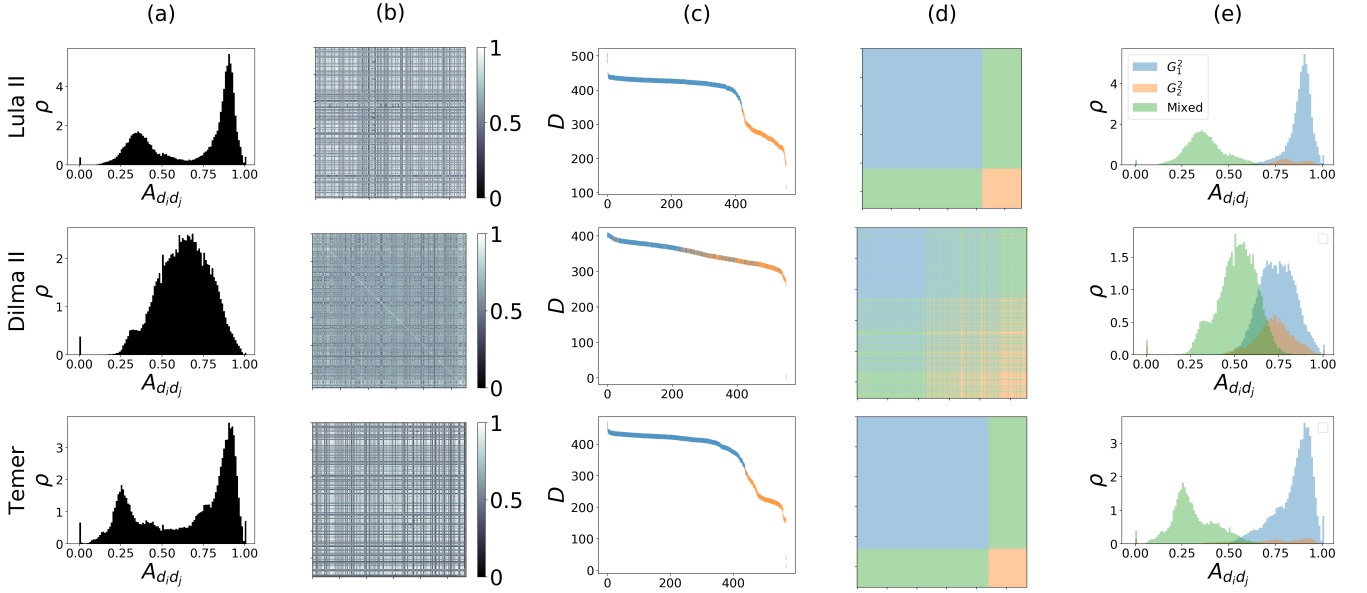 (a) (b) (c) (d) (e)
Lula II
ρ
4
2
0
0.00 0.25 0.50 0.75 1.00
A_{d_i d_j}
1
0.5
0
D
500
400
300
200
100
0 200 400
ρ
4
2
0
G_1^2
G_2^2
Mixed
0.00 0.25 0.50 0.75 1.00
A_{d_i d_j}
Dilma II
ρ
2
1
0
0.00 0.25 0.50 0.75 1.00
A_{d_i d_j}
1
0.5
0
D
400
300
200
100
0
0 200 400
ρ
1.5
1.0
0.5
0.0
0.00 0.25 0.50 0.75 1.00
A_{d_i d_j}
Temer
ρ
3
2
1
0
0.00 0.25 0.50 0.75 1.00
A_{d_i d_j}
1
0.5
0
D
400
300
200
100
0
0 200 400
ρ
3
2
1
0
0.00 0.25 0.50 0.75 1.00
A_{d_i d_j}